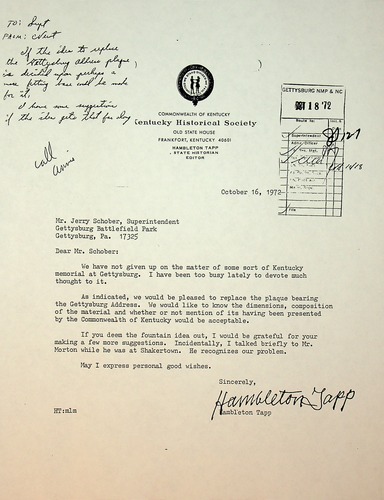 TO: Supt
FROM: Cvent
If the idea to replace
the Gettysburg address plaque,
is decided upon perhaps a
more fitting base will be made
for it.
I have some suggestion
if the idea gets that far Day
call
Annie
COMMONWEALTH OF KENTUCKY
Kentucky Historical Society
OLD STATE HOUSE
FRANKFORT, KENTUCKY 40601
HAMBLETON TAPP
STATE HISTORIAN
EDITOR
GETTYSBURG NMP & NC
OCT 18 '72
Superintendent
File
October 16, 1972
Mr. Jerry Schober, Superintendent
Gettysburg Battlefield Park
Gettysburg, Pa. 17325
Dear Mr. Schober:
We have not given up on the matter of some sort of Kentucky
memorial at Gettysburg. I have been too busy lately to devote much
thought to it.
As indicated, we would be pleased to replace the plaque bearing
the Gettysburg Address. We would like to know the dimensions, composition
of the material and whether or not mention of its having been presented
by the Commonwealth of Kentucky would be acceptable.
If you deem the fountain idea out, I would be grateful for your
making a few more suggestions. Incidentally, I talked briefly to Mr.
Morton while he was at Shakertown. He recognizes our problem.
May I express personal good wishes.
Sincerely,
Hambleton Tapp
Hambleton Tapp
HT:mlm